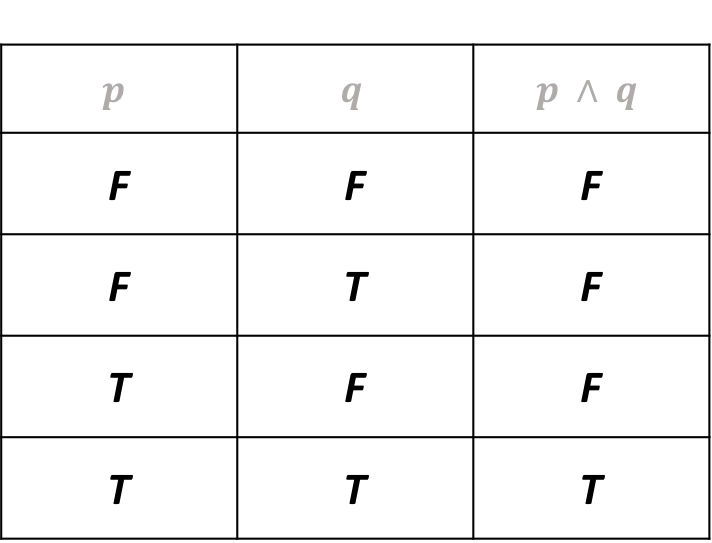 p q p ∧ q
F F F
F T F
T F F
T T T